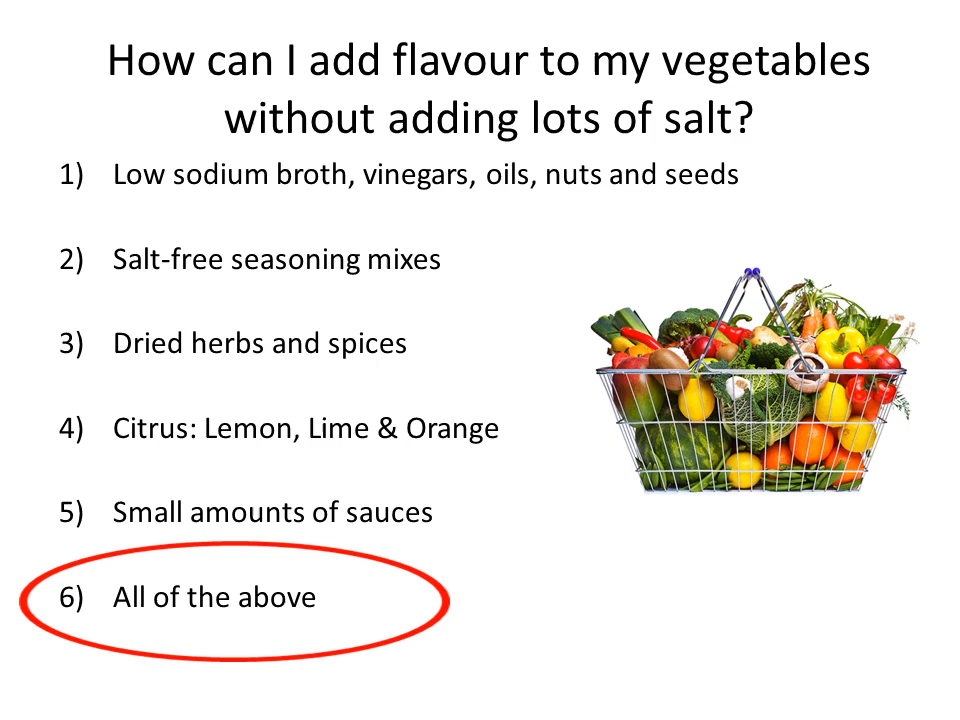 How can I add flavour to my vegetables
without adding lots of salt?
1) Low sodium broth, vinegars, oils, nuts and seeds
2) Salt-free seasoning mixes
3) Dried herbs and spices
4) Citrus: Lemon, Lime & Orange
5) Small amounts of sauces
6) All of the above